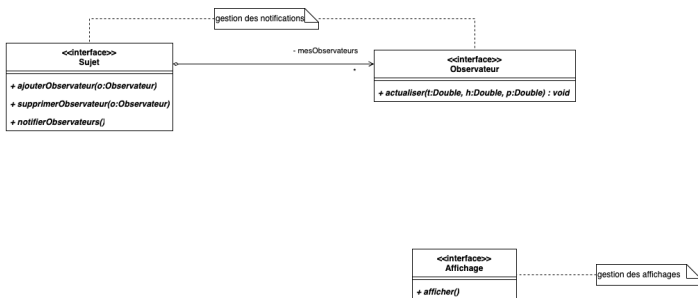 gestion des notifications
<<interface>>
Sujet
+ ajouterObservateur(o:Observateur)
+ supprimerObservateur(o:Observateur)
+ notifierObservateurs()
- mesObservateurs
*
<<interface>>
Observateur
+ actualiser(t:Double, h:Double, p:Double) : void
<<interface>>
Affichage
+ afficher()
gestion des affichages